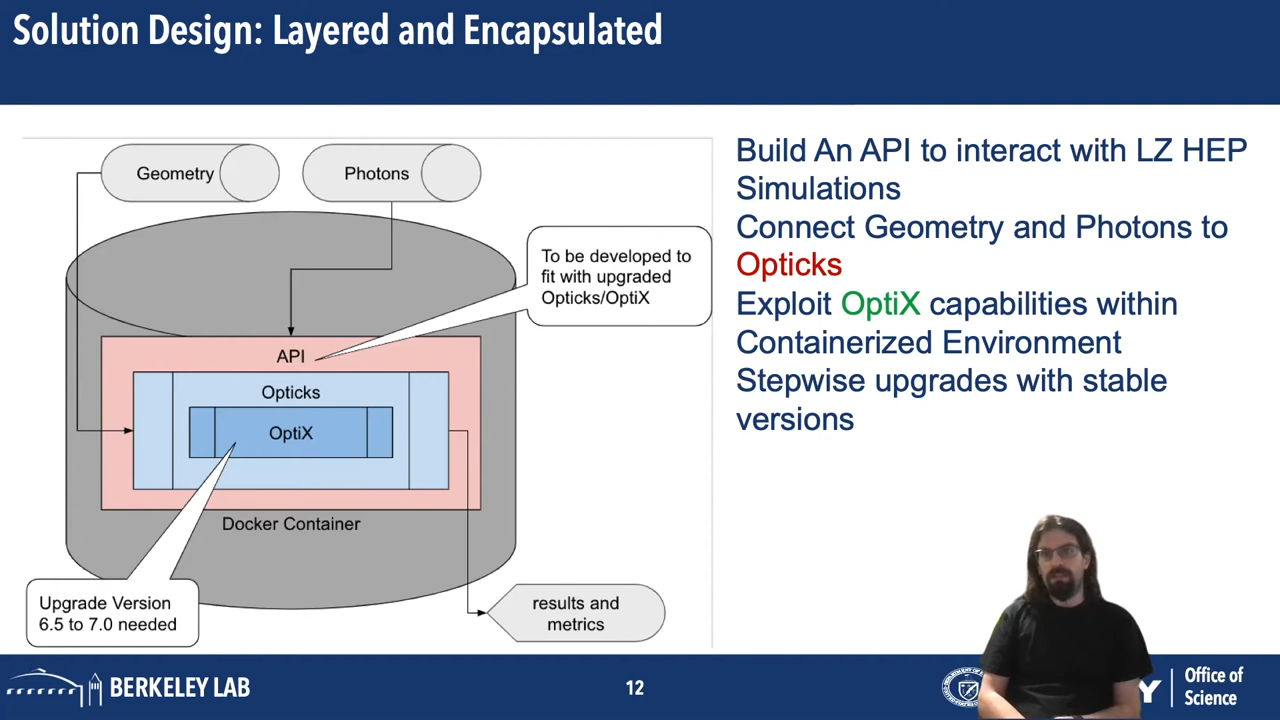 Solution Design: Layered and Encapsulated
Geometry
Photons
To be developed to
fit with upgraded
Opticks/OptiX
API
Opticks
OptiX
Docker Container
Upgrade Version
6.5 to 7.0 needed
results and
metrics
Build An API to interact with LZ HEP
Simulations
Connect Geometry and Photons to
Opticks
Exploit OptiX capabilities within
Containerized Environment
Stepwise upgrades with stable
versions
BERKELEY LAB
12
Y
Office of
Science